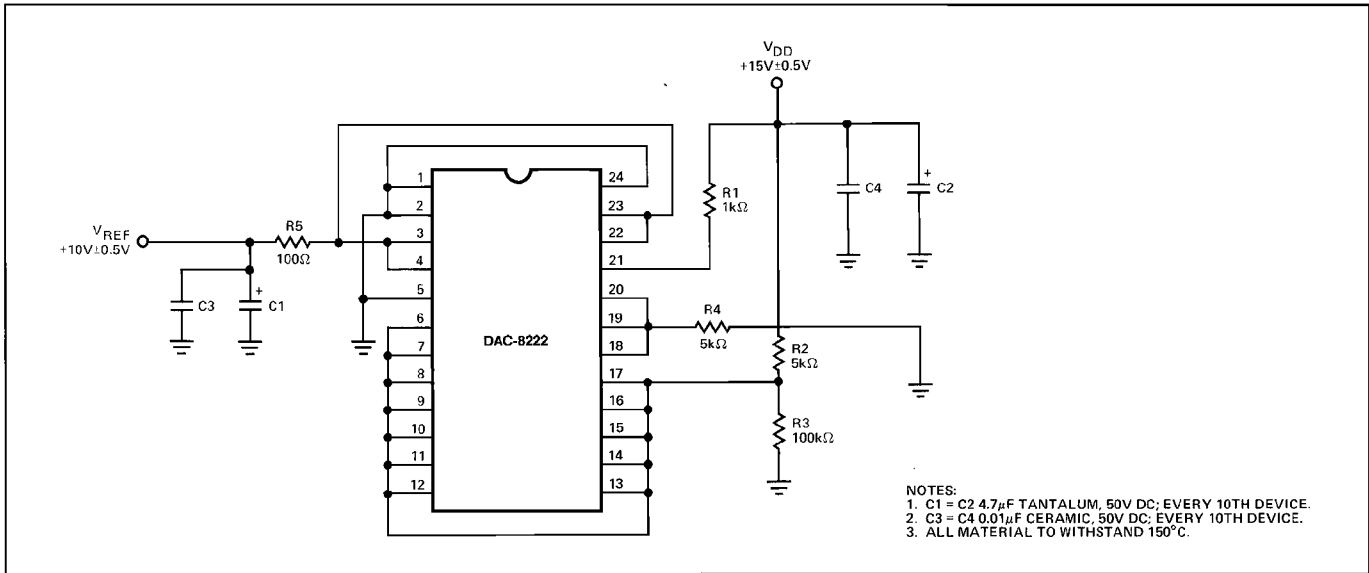 V_DD
+15V±0.5V
V_REF
+10V±0.5V
R5
100Ω
C3
C1
+
1
2
3
4
5
6
7
8
9
10
11
12
DAC-8222
24
23
22
21
20
19
18
17
16
15
14
13
R1
1kΩ
C4
+
C2
R4
5kΩ
R2
5kΩ
R3
100kΩ
NOTES:
1. C1 = C2 4.7μF TANTALUM, 50V DC; EVERY 10TH DEVICE.
2. C3 = C4 0.01μF CERAMIC, 50V DC; EVERY 10TH DEVICE.
3. ALL MATERIAL TO WITHSTAND 150°C.